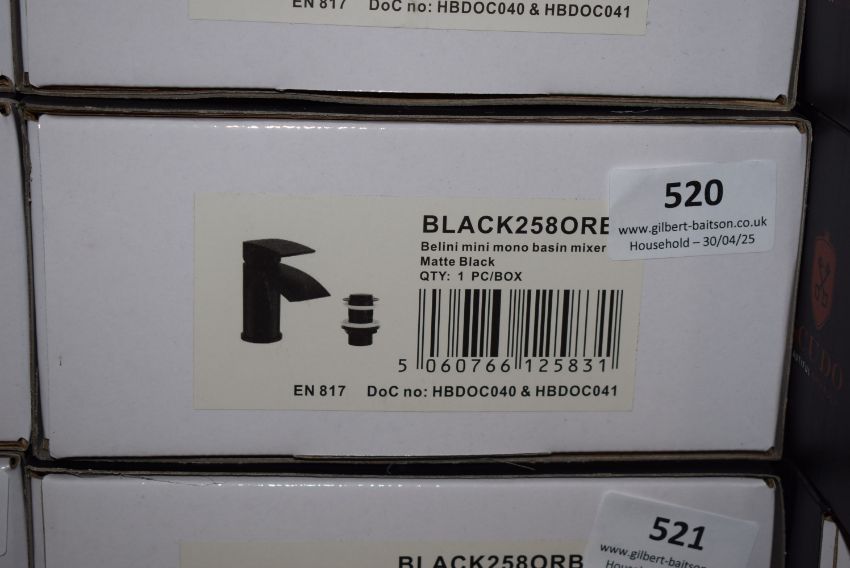 EN 817 DoC no: HBDOC040 & HBDOC041
520
www.gilbert-baitson.co.uk
Household – 30/04/25
BLACK258ORB
Belini mini mono basin mixer
Matte Black
QTY: 1 PC/BOX
5 060766 125831
EN 817 DoC no: HBDOC040 & HBDOC041
521
www.gilbert-baitson.co.uk
BLACK258ORB